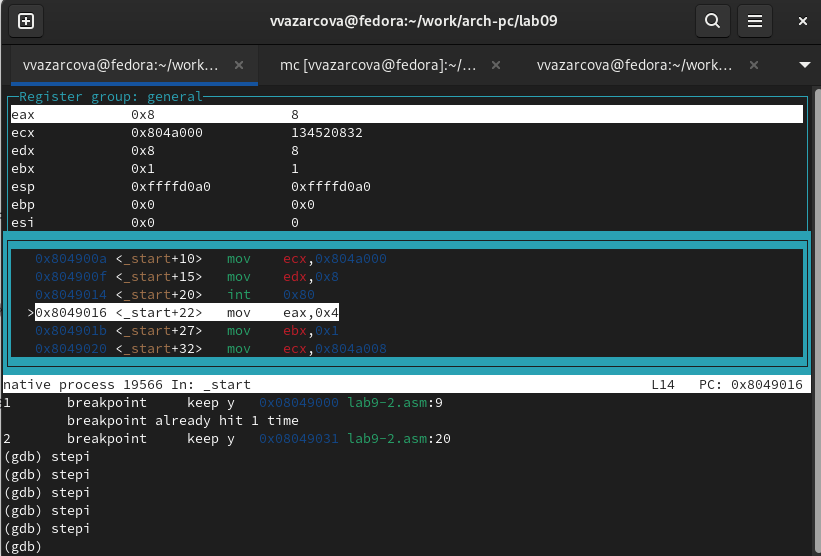 vvazarcova@fedora:~/work/arch-pc/lab09
vvazarcova@fedora:~/work... × mc [vvazarcova@fedora]:~/... × vvazarcova@fedora:~/work... ×
Register group: general
eax 0x8 8
ecx 0x804a000 134520832
edx 0x8 8
ebx 0x1 1
esp 0xffffd0a0 0xffffd0a0
ebp 0x0 0x0
esi 0x0 0
0x804900a <_start+10> mov ecx,0x804a000
0x804900f <_start+15> mov edx,0x8
0x8049014 <_start+20> int 0x80
>0x8049016 <_start+22> mov eax,0x4
0x804901b <_start+27> mov ebx,0x1
0x8049020 <_start+32> mov ecx,0x804a008
native process 19566 In: _start L14 PC: 0x8049016
1 breakpoint keep y 0x08049000 lab9-2.asm:9
breakpoint already hit 1 time
2 breakpoint keep y 0x08049031 lab9-2.asm:20
(gdb) stepi
(gdb) stepi
(gdb) stepi
(gdb) stepi
(gdb) stepi
(gdb)